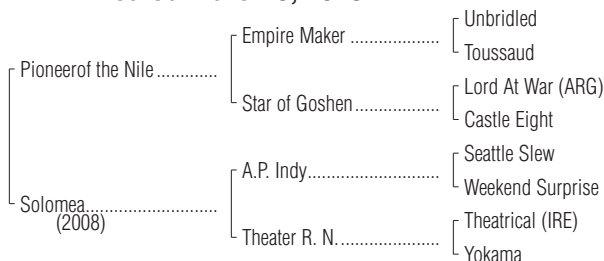 Unbridled
Empire Maker ....................
Toussaud
Pioneerof the Nile .............
Lord At War (ARG)
Star of Goshen ..................
Castle Eight
Seattle Slew
A.P. Indy ............................
Weekend Surprise
Solomea ............................
(2008)
Theatrical (IRE)
Theater R. N. .....................
Yokama